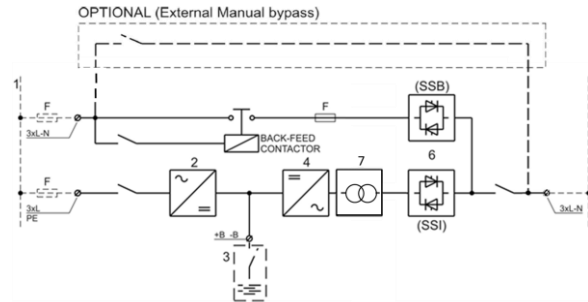 OPTIONAL (External Manual bypass)
1
F
3xL-N
F
(SSB)
BACK-FEED
CONTACTOR
2
4
7
6
F
3xL
PE
(SSI)
3xL-N
+B -B
3